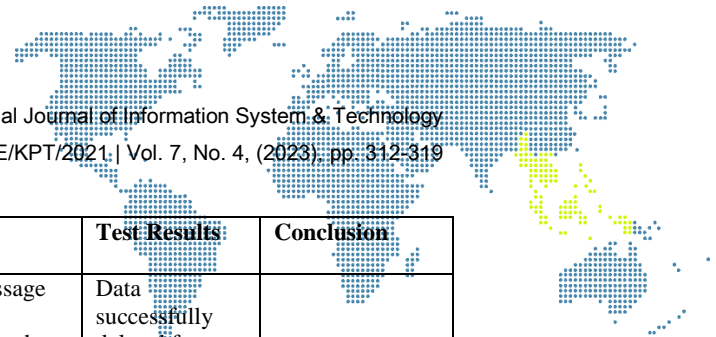 al Journal of Information System & Technology
E/KPT/2021 | Vol. 7, No. 4, (2023), pp. 312-319
Test Results Conclusion
ssage Data
successfully